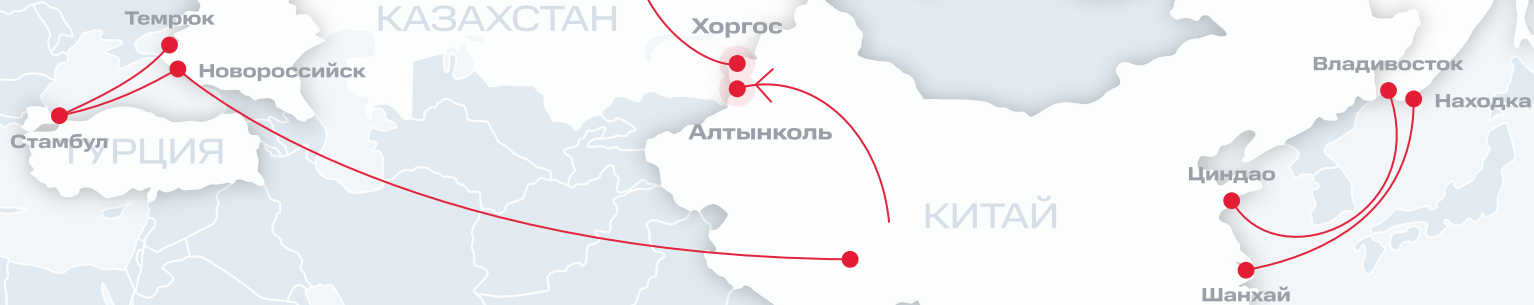 Темрюк
КАЗАХСТАН
Хоргос
Новороссийск
Владивосток
Находка
Стамбул
ТУРЦИЯ
Алтынколь
Циндао
КИТАЙ
Шанхай